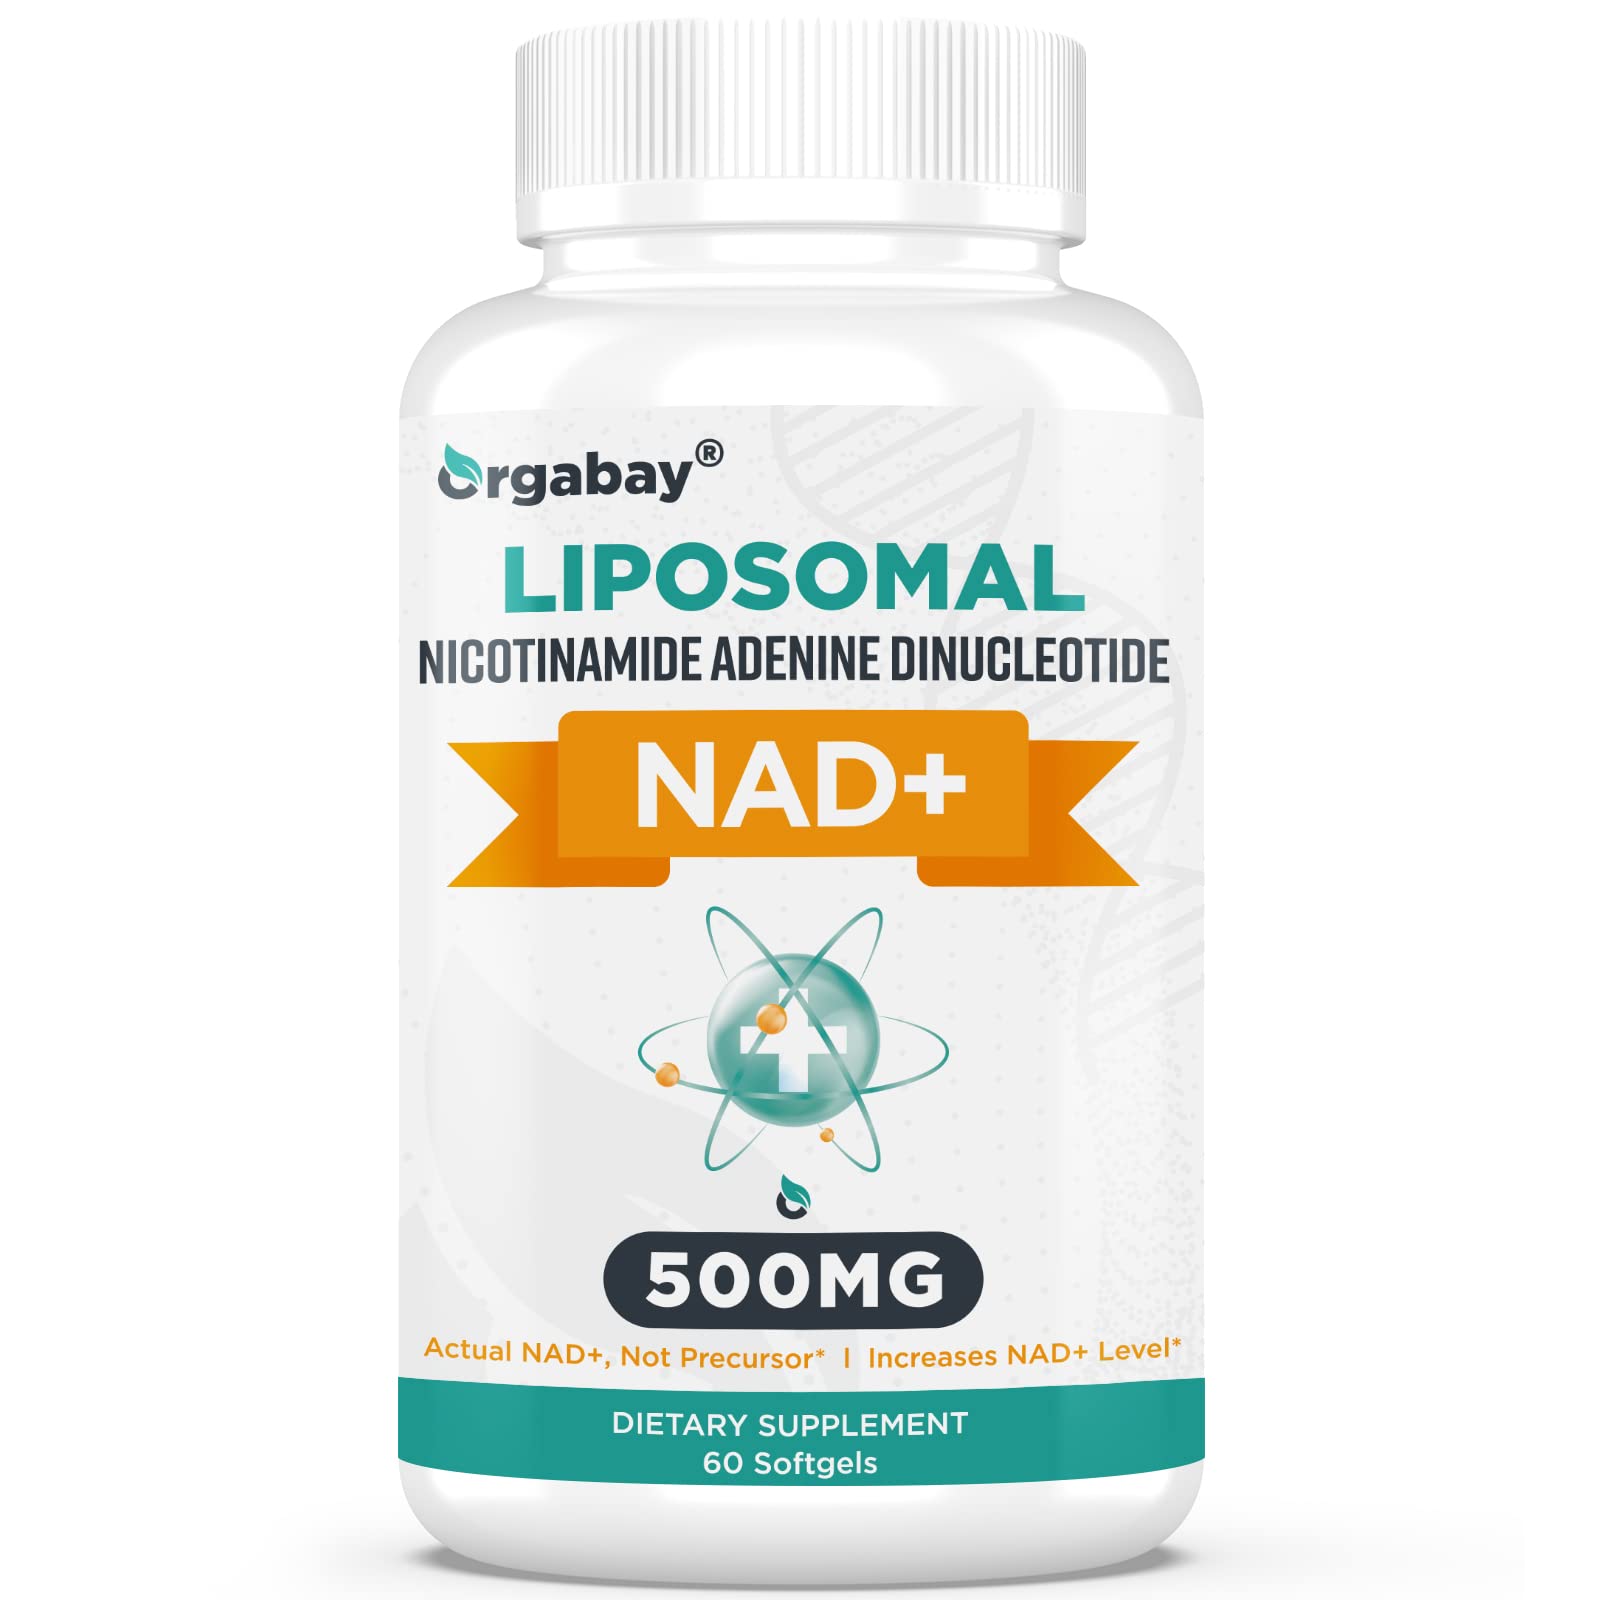 Orgabay®
LIPOSOMAL
NICOTINAMIDE ADENINE DINUCLEOTIDE
NAD+
500MG
Actual NAD+, Not Precursor* | Increases NAD+ Level*
DIETARY SUPPLEMENT
60 Softgels